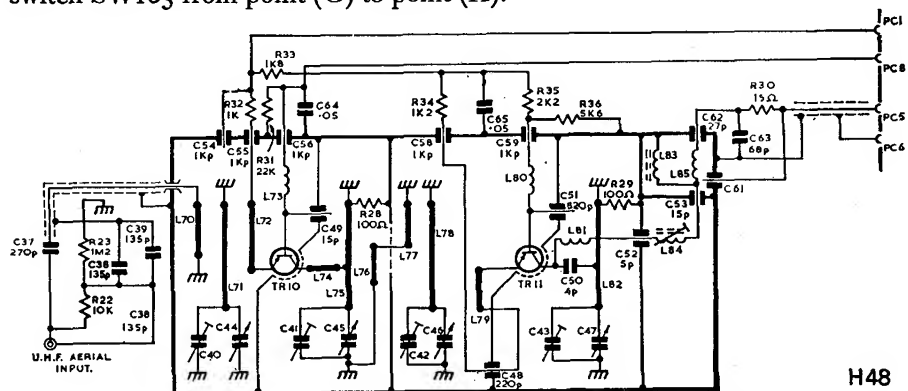 switch SW103 from point (G) to point (H).
PC1
PC8
PC5
PC6
R33
1K8
R32
1K
C64
·05
R34
1K2
C65
·05
R35
2K2
R36
5K6
R30
15Ω
C62
27p
C63
68p
C61
C54
1Kp
C55
1Kp
R31
22K
C56
1Kp
C58
1Kp
C59
1Kp
L83
L85
R29
100Ω
C53
15p
L73
L80
C51
820p
L70
L72
C49
15p
R28
100Ω
L77
L78
L81
L84
C52
5p
C37
270p
R23
1M2
C39
135p
C38
135p
R22
10K
C38
135p
L71
TR10
L74
L76
L75
TR11
C50
4p
L82
L79
C44
C40
C41
C45
C46
C42
C48
220p
C43
C47
U.H.F. AERIAL
INPUT.
H48